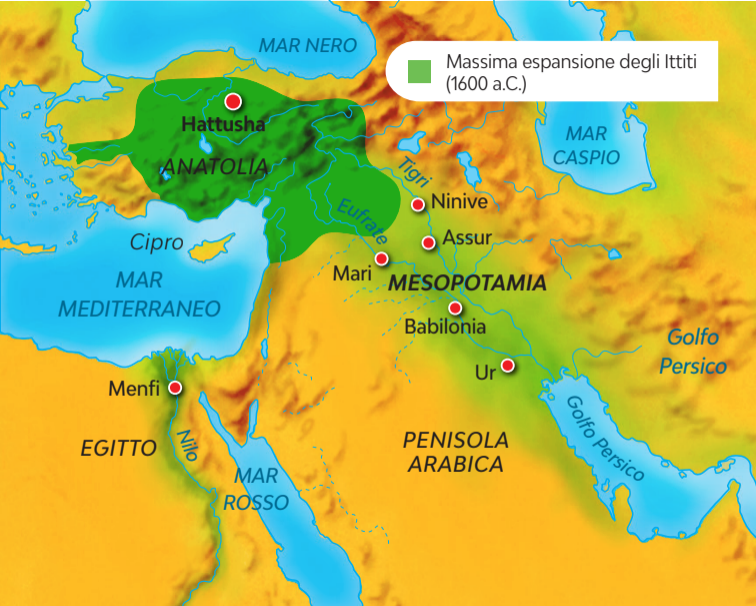 MAR NERO
Massima espansione degli Ittiti
(1600 a.C.)
Hattusha
ANATOLIA
MAR
CASPIO
Tigri
Ninive
Eufrate
Assur
Cipro
Mari
MESOPOTAMIA
MAR
MEDITERRANEO
Babilonia
Golfo
Persico
Ur
Menfi
Golfo Persico
EGITTO
Nilo
PENISOLA
ARABICA
MAR
ROSSO